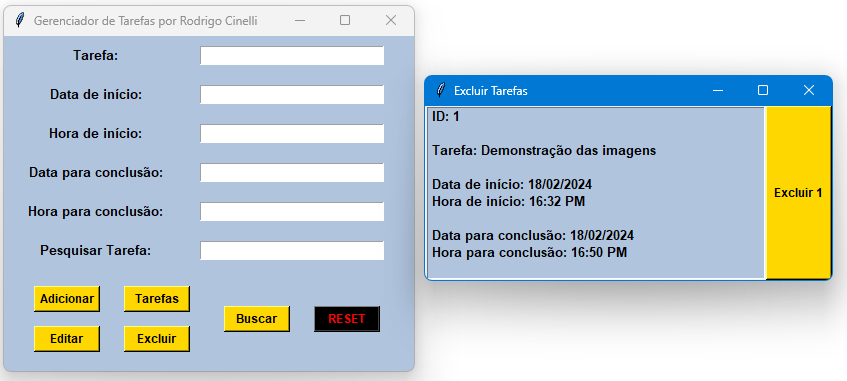 Gerenciador de Tarefas por Rodrigo Cinelli
Tarefa:
Data de início:
Hora de início:
Data para conclusão:
Hora para conclusão:
Pesquisar Tarefa:
Adicionar
Tarefas
Buscar
RESET
Editar
Excluir
Excluir Tarefas
ID: 1
Tarefa: Demonstração das imagens
Data de início: 18/02/2024
Hora de início: 16:32 PM
Data para conclusão: 18/02/2024
Hora para conclusão: 16:50 PM
Excluir 1